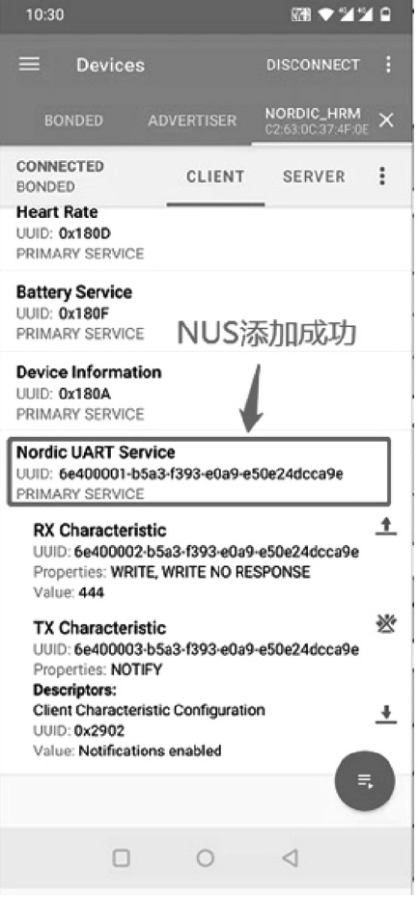 10:30
Devices
DISCONNECT
BONDED
ADVERTISER
NORDIC_HRM
C2:63:0C:37:4F:0E
CONNECTED
BONDED
CLIENT
SERVER
Heart Rate
UUID: 0x180D
PRIMARY SERVICE
Battery Service
UUID: 0x180F
PRIMARY SERVICE
NUS添加成功
Device Information
UUID: 0x180A
PRIMARY SERVICE
Nordic UART Service
UUID: 6e400001-b5a3-f393-e0a9-e50e24dcca9e
PRIMARY SERVICE
RX Characteristic
UUID: 6e400002-b5a3-f393-e0a9-e50e24dcca9e
Properties: WRITE, WRITE NO RESPONSE
Value: 444
TX Characteristic
UUID: 6e400003-b5a3-f393-e0a9-e50e24dcca9e
Properties: NOTIFY
Descriptors:
Client Characteristic Configuration
UUID: 0x2902
Value: Notifications enabled